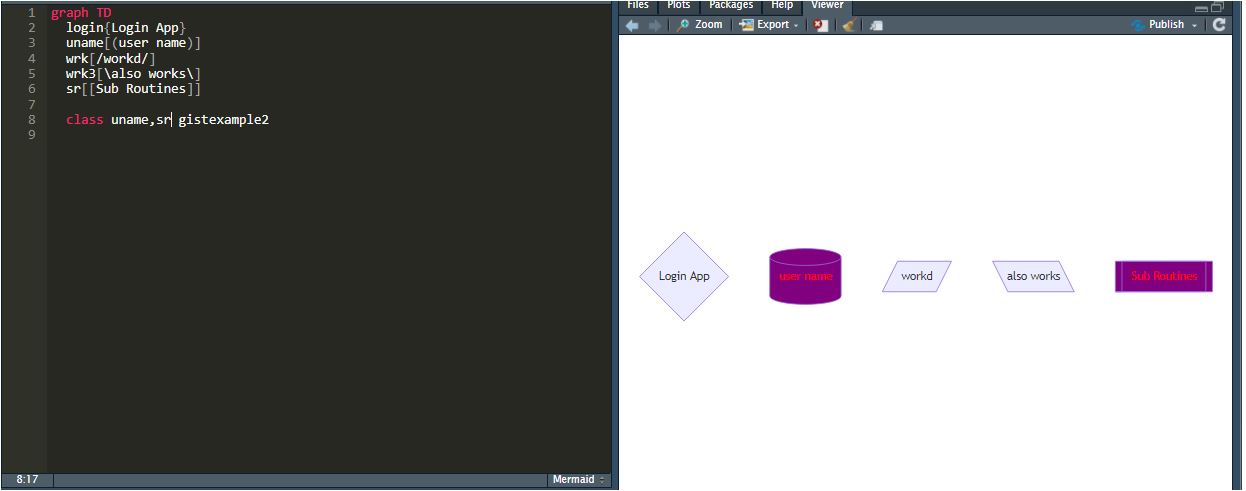 1 graph TD
2 login{Login App}
3 uname[(user name)]
4 wrk[/workd/]
5 wrk3[\also works\]
6 sr[[Sub Routines]]
7
8 class uname,sr gistexample2
9
8:17
Mermaid
Files Plots Packages Help Viewer
Zoom Export Publish
Login App user name workd also works Sub Routines